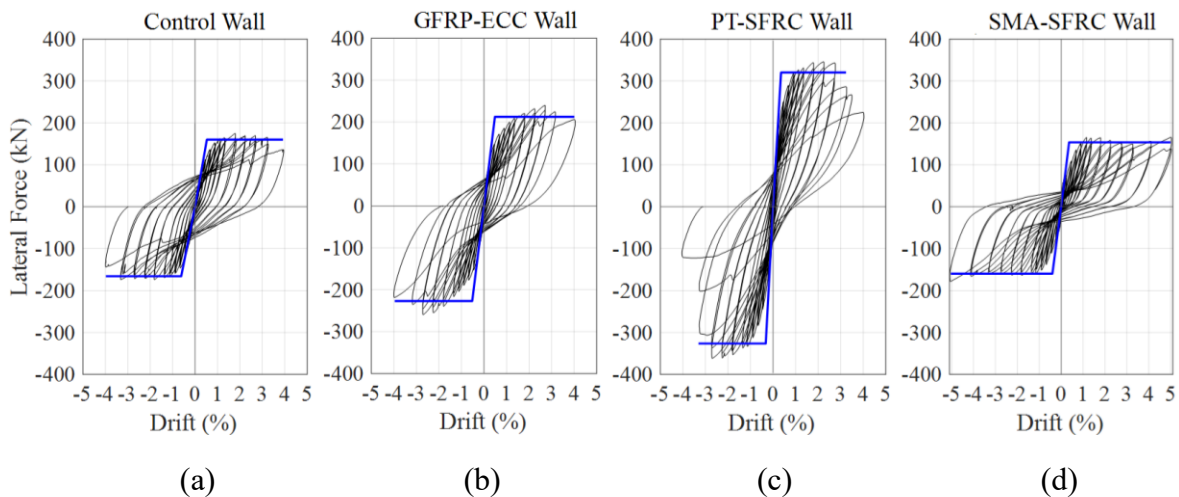 Control Wall GFRP-ECC Wall PT-SFRC Wall SMA-SFRC Wall
Lateral Force (kN)
400 400 400 400
300 300 300 300
200 200 200 200
100 100 100 100
0 0 0 0
-100 -100 -100 -100
-200 -200 -200 -200
-300 -300 -300 -300
-400 -400 -400 -400
-5 -4 -3 -2 -1 0 1 2 3 4 5 -5 -4 -3 -2 -1 0 1 2 3 4 5 -5 -4 -3 -2 -1 0 1 2 3 4 5 -5 -4 -3 -2 -1 0 1 2 3 4 5
Drift (%) Drift (%) Drift (%) Drift (%)
(a) (b) (c) (d)